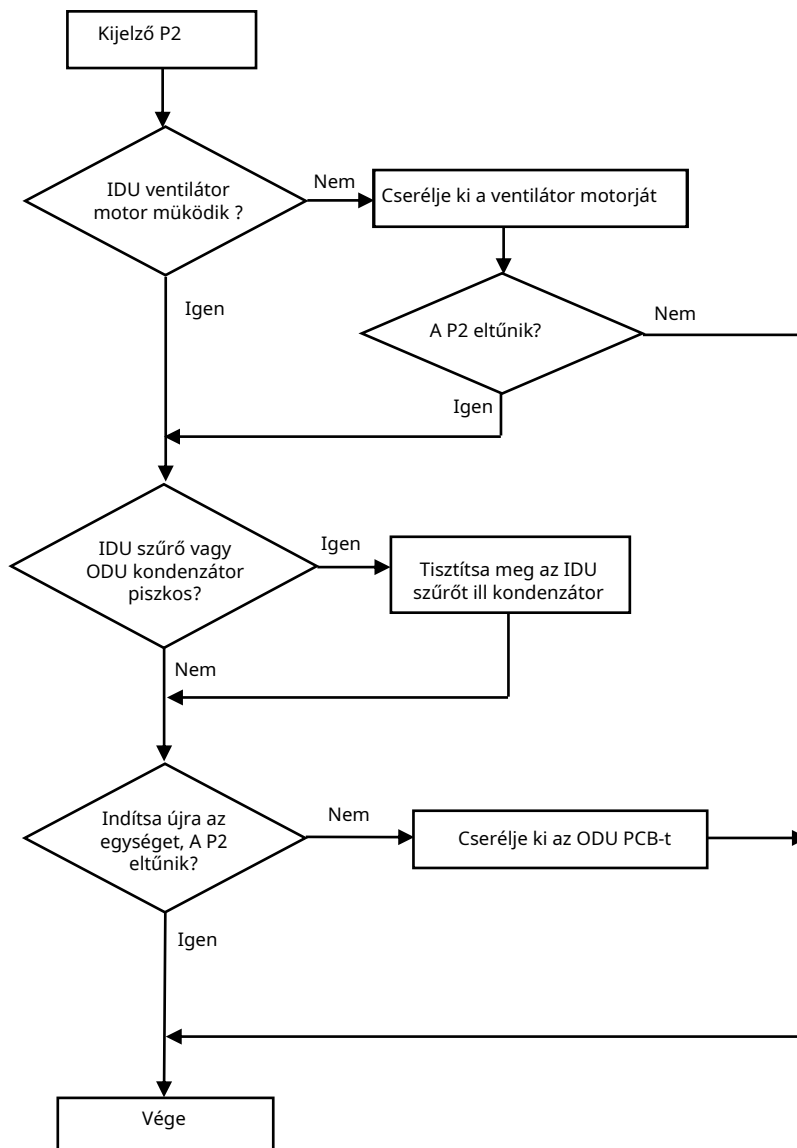 Kijelző P2
IDU ventilátor
motor müködik ?
Nem
Cserélje ki a ventilátor motorját
Igen
A P2 eltűnik?
Nem
Igen
IDU szűrő vagy
ODU kondenzátor
piszkos?
Igen
Tisztítsa meg az IDU
szűrőt ill kondenzátor
Nem
Indítsa újra az
egységet, A P2
eltűnik?
Nem
Cserélje ki az ODU PCB-t
Igen
Vége